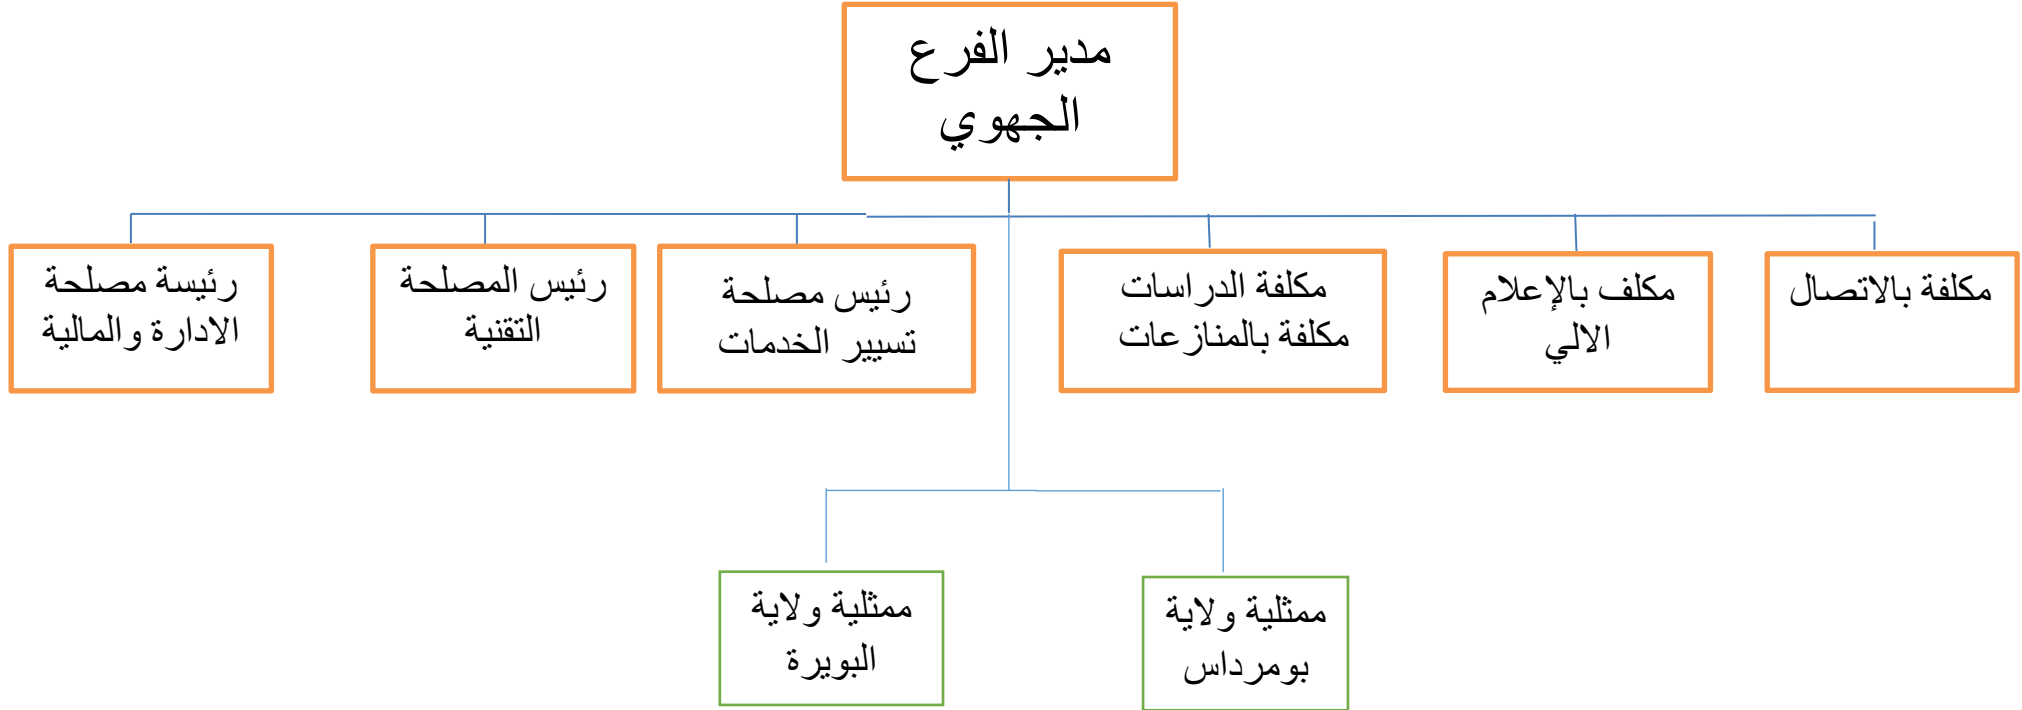 مدير الفرع
الجهوي
مكلفة بالاتصال
مكلف بالإعلام
الالي
مكلفة الدراسات
مكلفة بالمنازعات
رئيس مصلحة
تسيير الخدمات
رئيس المصلحة
التقنية
رئيسة مصلحة
الادارة والمالية
ممثلية ولاية
بومرداس
ممثلية ولاية
البويرة